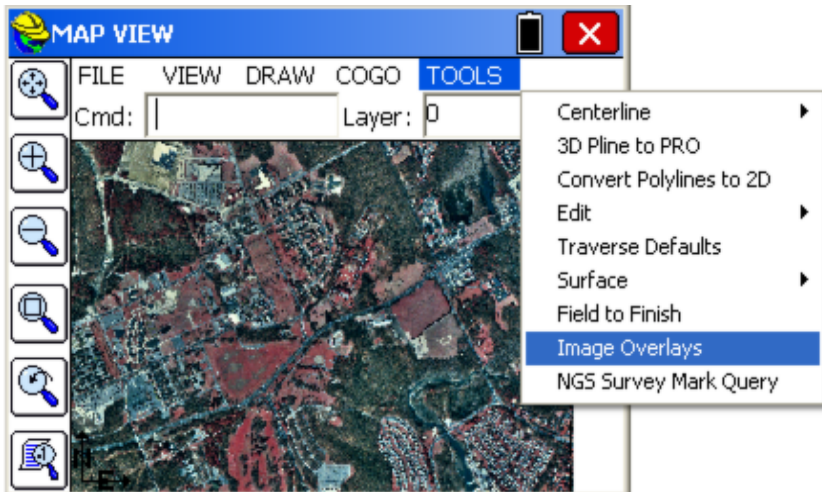 MAP VIEW
FILE VIEW DRAW COGO TOOLS
Cmd: Layer: 0
Centerline
3D Pline to PRO
Convert Polylines to 2D
Edit
Traverse Defaults
Surface
Field to Finish
Image Overlays
NGS Survey Mark Query
N
E